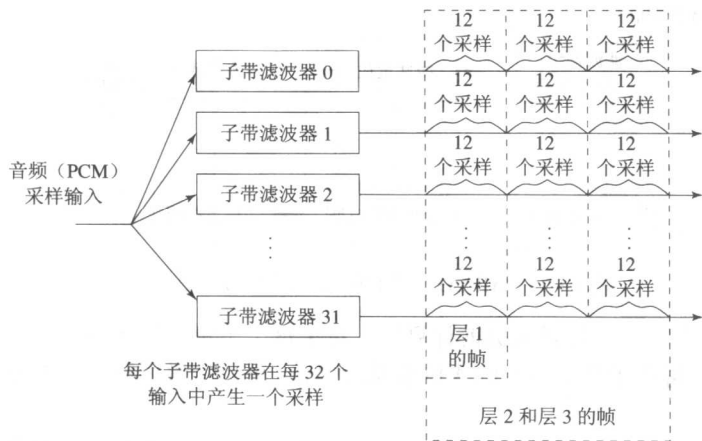 12 12 12
个采样 个采样 个采样
子带滤波器 0
12 12 12
个采样 个采样 个采样
子带滤波器 1
12 12 12
个采样 个采样 个采样
音频（PCM）
采样输入
子带滤波器 2
⋮ ⋮ ⋮ ⋮
12 12 12
个采样 个采样 个采样
子带滤波器 31
层 1
的帧
每个子带滤波器在每 32 个
输入中产生一个采样
层 2 和层 3 的帧